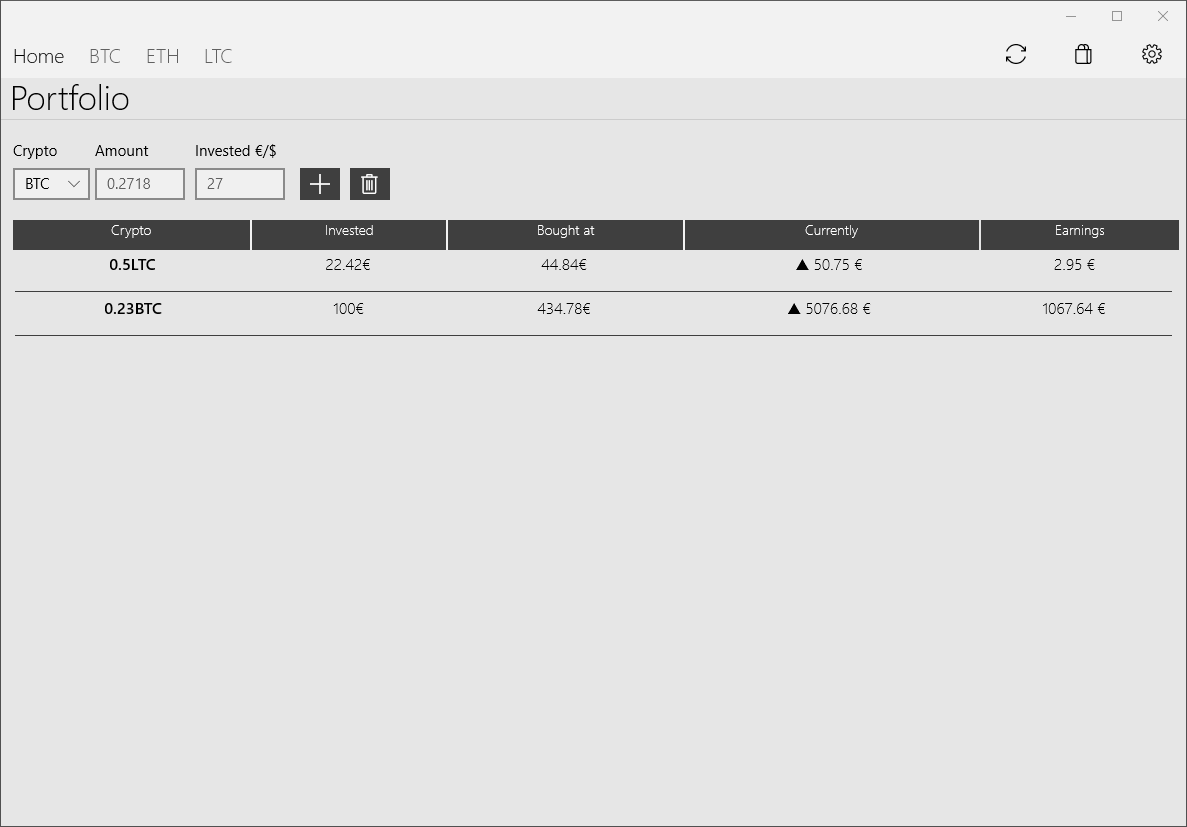 Home BTC ETH LTC
Portfolio
Crypto Amount Invested €/$
BTC 0.2718 27
Crypto Invested Bought at Currently Earnings
0.5LTC 22.42€ 44.84€ ▲ 50.75 € 2.95 €
0.23BTC 100€ 434.78€ ▲ 5076.68 € 1067.64 €